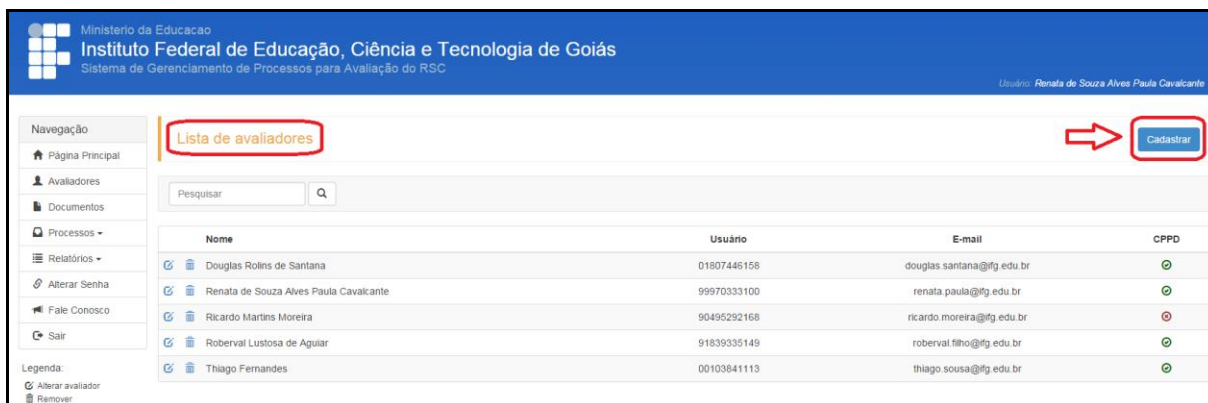 Ministerio da Educacao
Instituto Federal de Educação, Ciência e Tecnologia de Goiás
Sistema de Gerenciamento de Processos para Avaliação do RSC
Usuário: Renata de Souza Alves Paula Cavalcante
Navegação
Página Principal
Avaliadores
Documentos
Processos
Relatórios
Alterar Senha
Fale Conosco
Sair
Legenda:
Alterar avaliador
Remover
Lista de avaliadores
Cadastrar
Pesquisar
Nome Usuário E-mail CPPD
Douglas Rolins de Santana 01807446158 douglas.santana@ifg.edu.br
Renata de Souza Alves Paula Cavalcante 99970333100 renata.paula@ifg.edu.br
Ricardo Martins Moreira 90495292168 ricardo.moreira@ifg.edu.br
Roberval Lustosa de Aguiar 91839335149 roberval.filho@ifg.edu.br
Thiago Fernandes 00103841113 thiago.sousa@ifg.edu.br